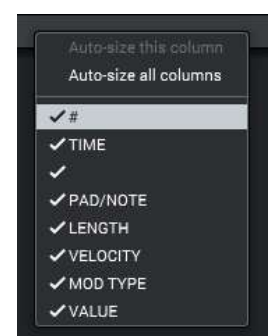 Auto-size this column
Auto-size all columns
✓ #
✓ TIME
✓
✓ PAD/NOTE
✓ LENGTH
✓ VELOCITY
✓ MOD TYPE
✓ VALUE